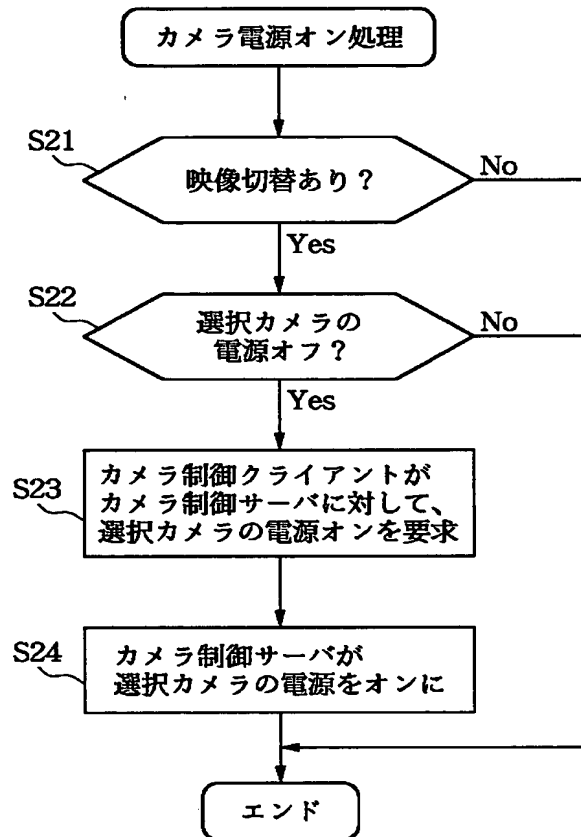 カメラ電源オン処理
S21
映像切替あり？
No
Yes
S22
選択カメラの
電源オフ？
No
Yes
S23
カメラ制御クライアントが
カメラ制御サーバに対して、
選択カメラの電源オンを要求
S24
カメラ制御サーバが
選択カメラの電源をオンに
エンド